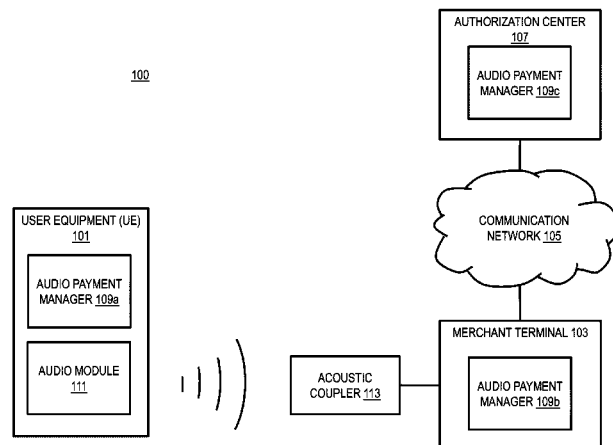 AUTHORIZATION CENTER
107
AUDIO PAYMENT
MANAGER 109c
100
COMMUNICATION
NETWORK 105
USER EQUIPMENT (UE)
101
AUDIO PAYMENT
MANAGER 109a
AUDIO MODULE
111
ACOUSTIC
COUPLER 113
MERCHANT TERMINAL 103
AUDIO PAYMENT
MANAGER 109b